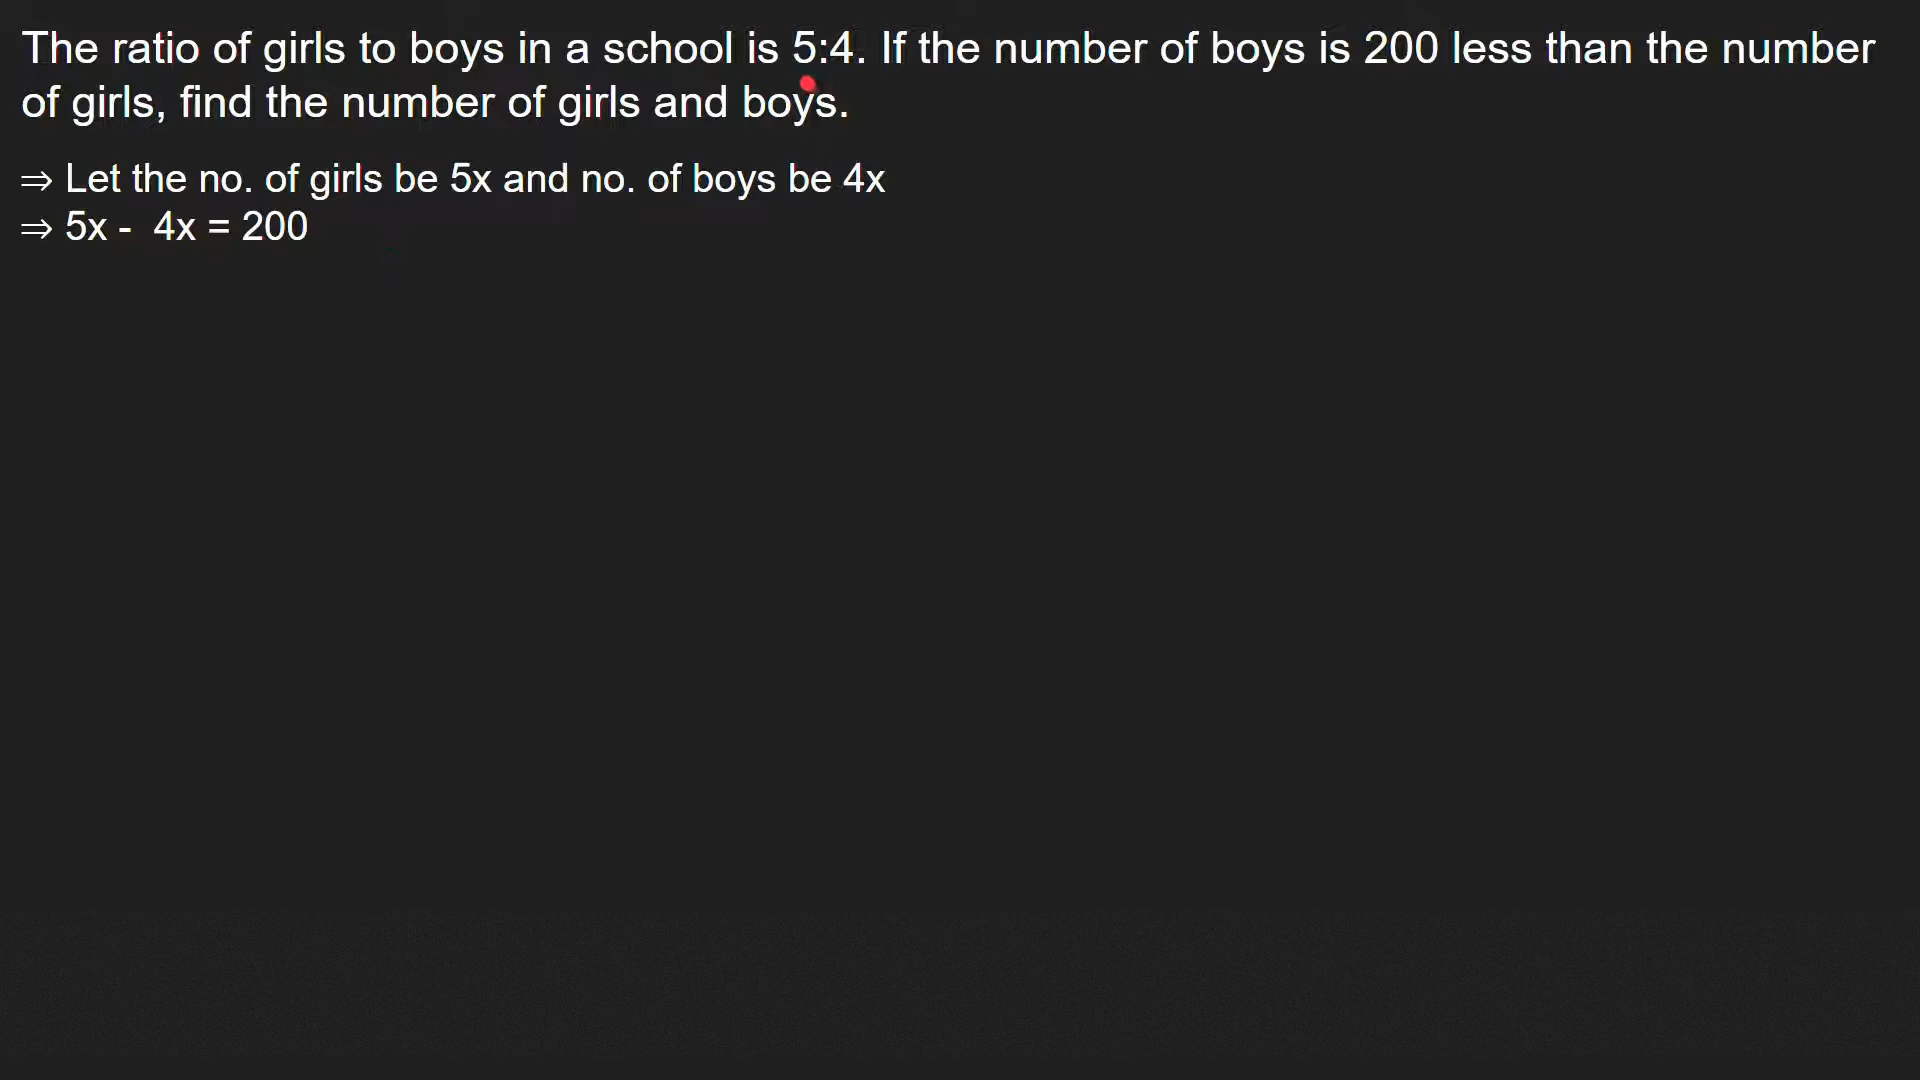 The ratio of girls to boys in a school is 5:4. If the number of boys is 200 less than the number
of girls, find the number of girls and boys.
⇒ Let the no. of girls be 5x and no. of boys be 4x
⇒ 5x - 4x = 200